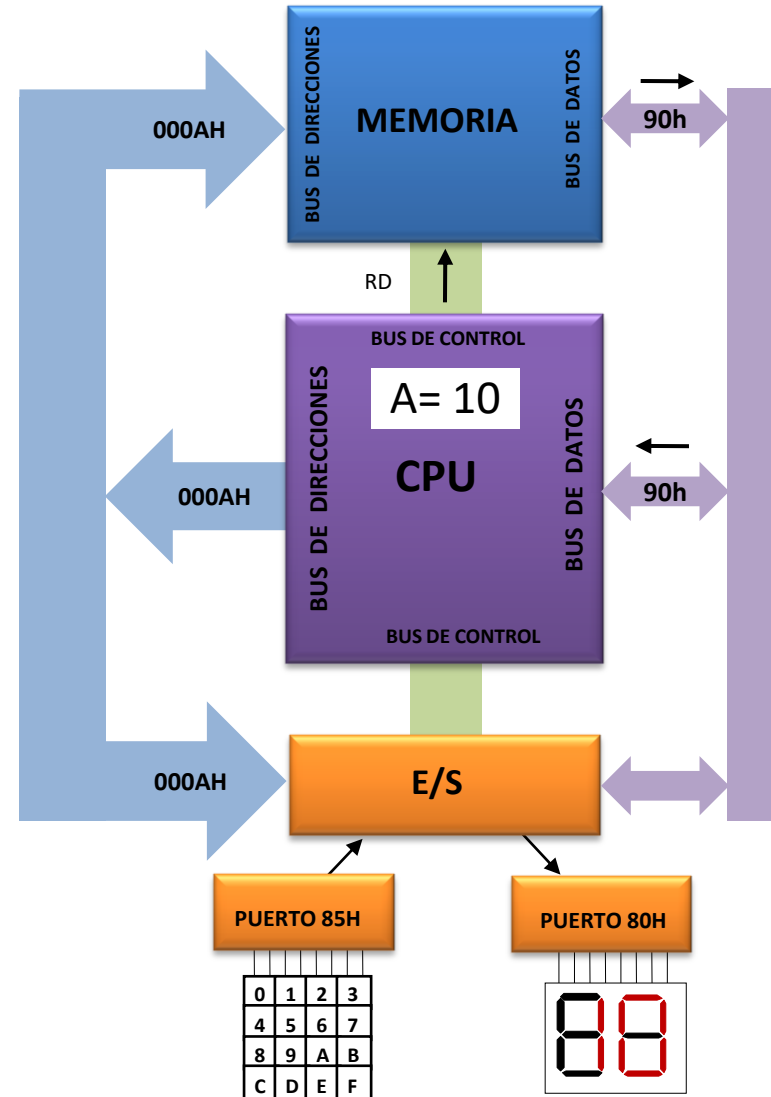 000AH
BUS DE DIRECCIONES
MEMORIA
BUS DE DATOS
90h
RD
BUS DE CONTROL
000AH
BUS DE DIRECCIONES
A= 10
CPU
BUS DE DATOS
90h
BUS DE CONTROL
000AH
E/S
PUERTO 85H
PUERTO 80H
0 1 2 3
4 5 6 7
8 9 A B
C D E F
10